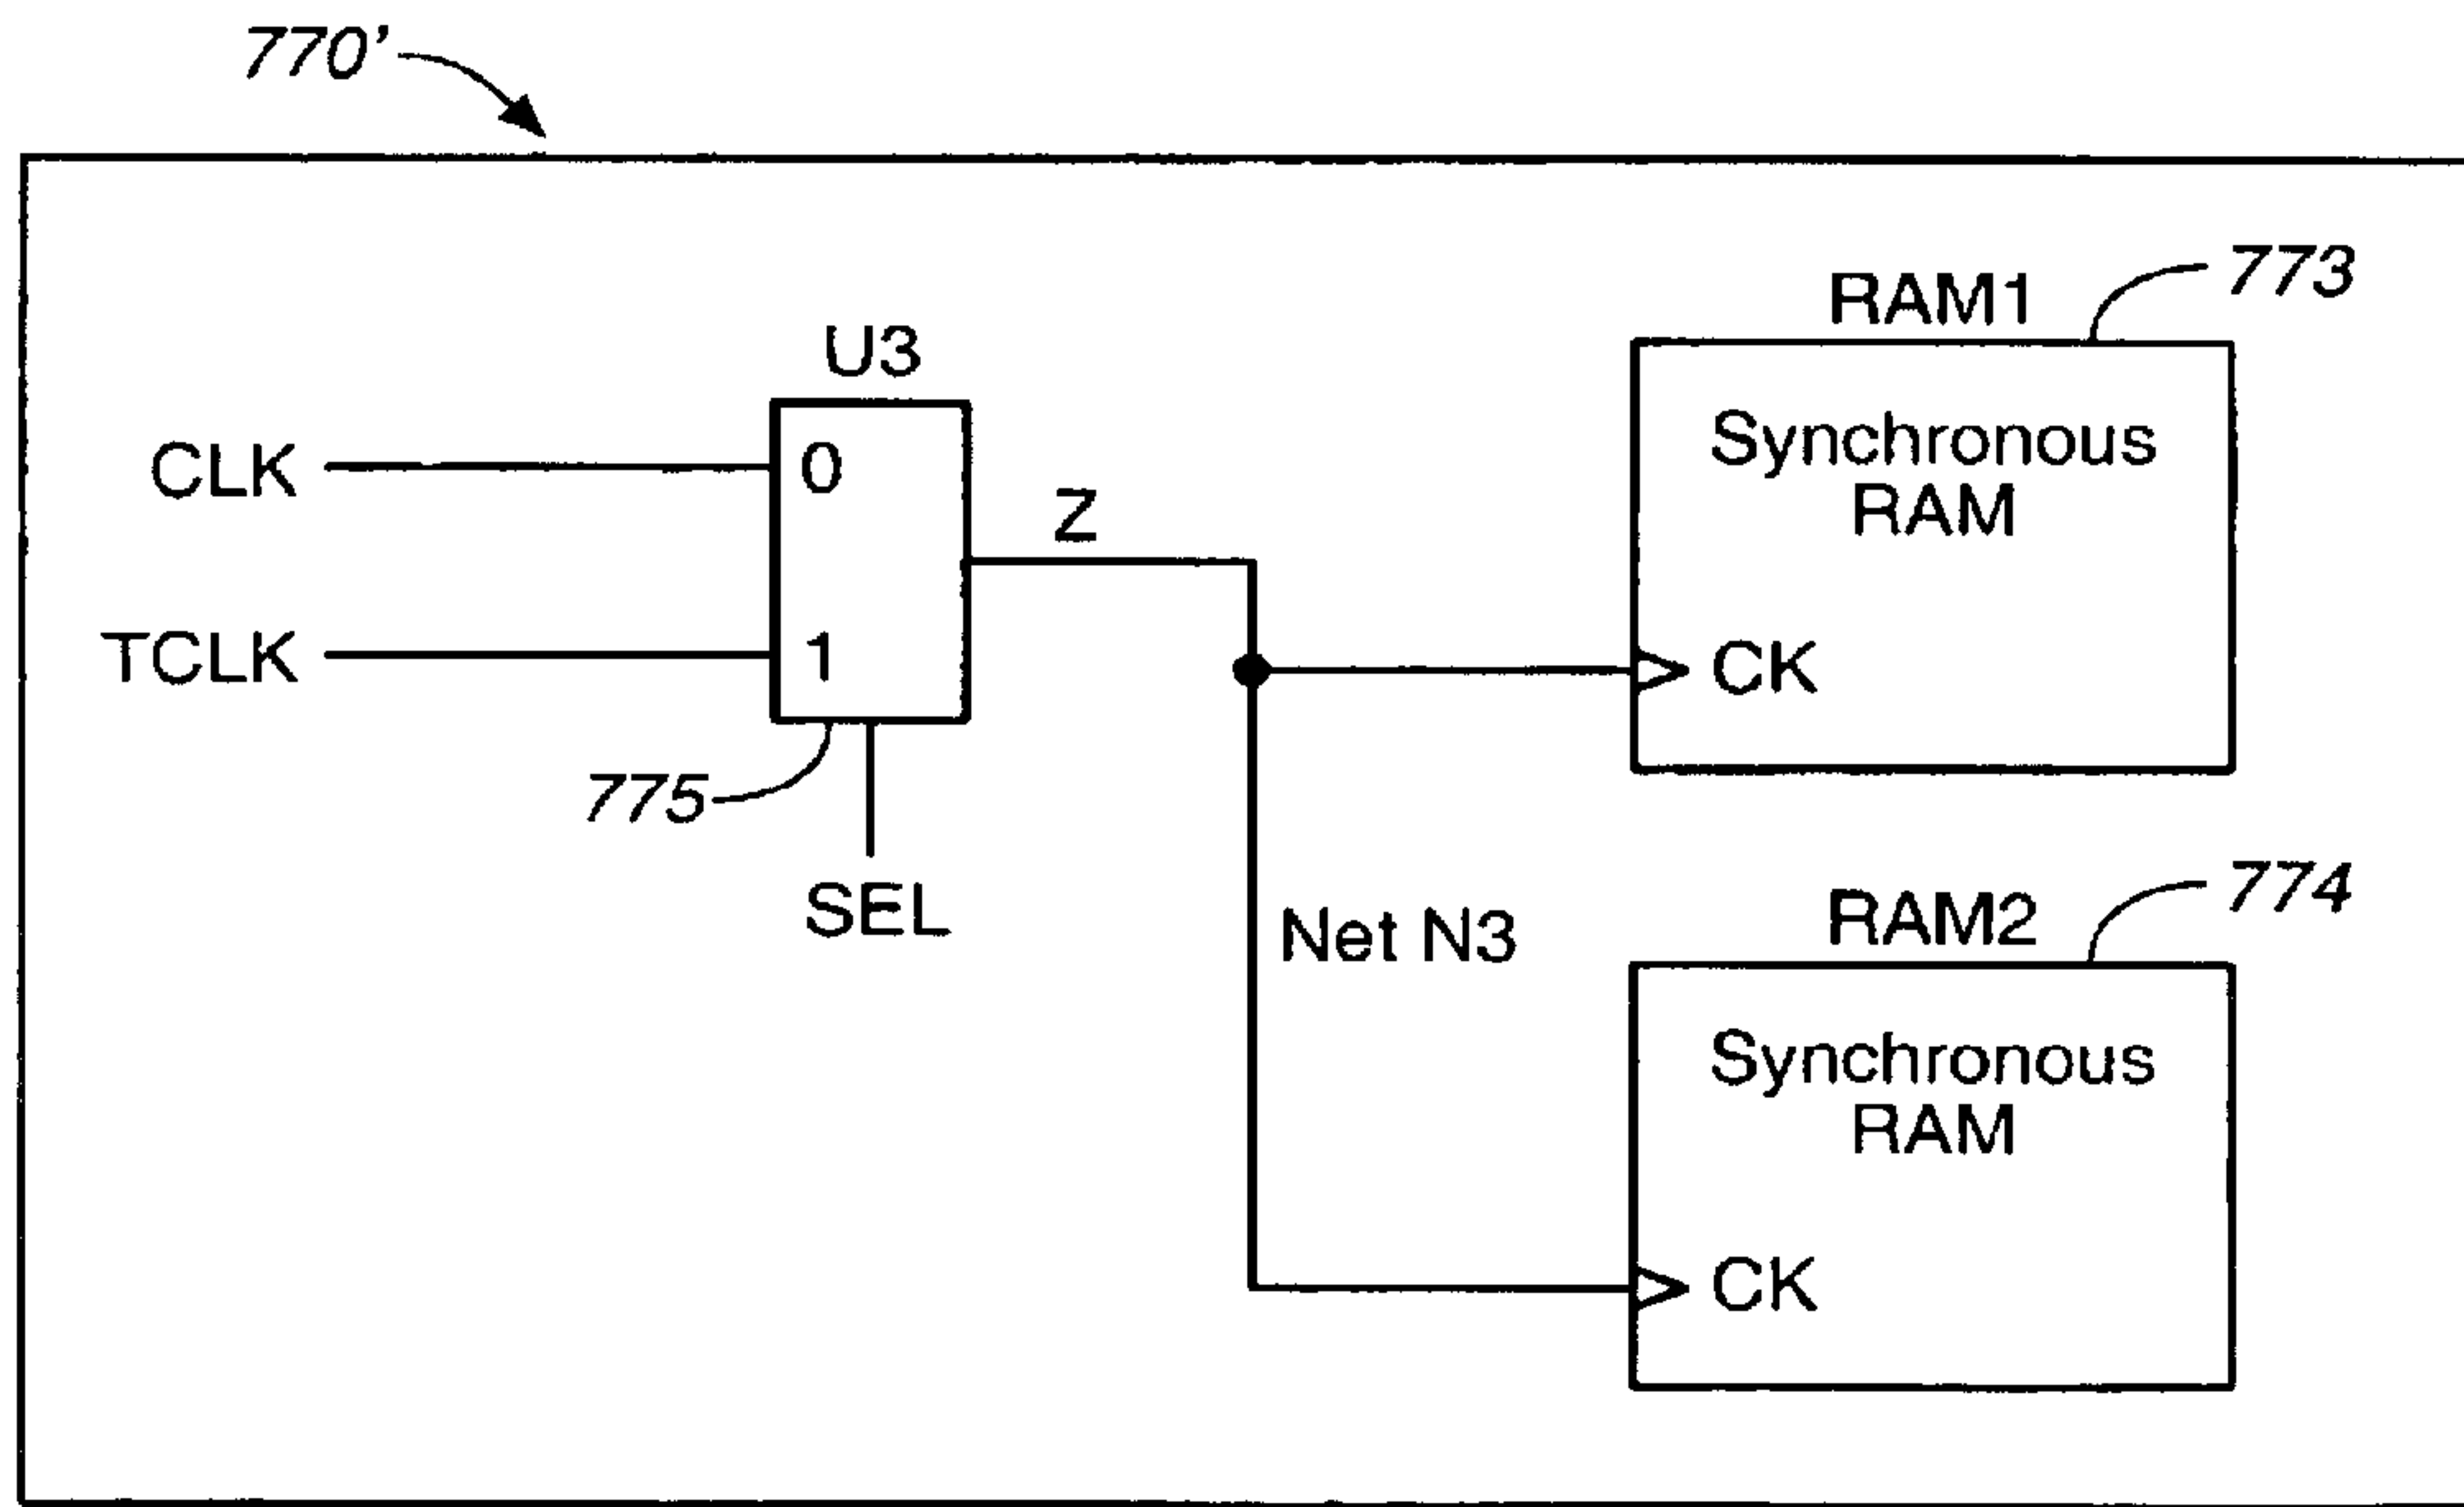 770'
RAM1
773
U3
Synchronous
RAM
CLK
0
Z
TCLK
1
CK
775
SEL
Net N3
RAM2
774
Synchronous
RAM
CK